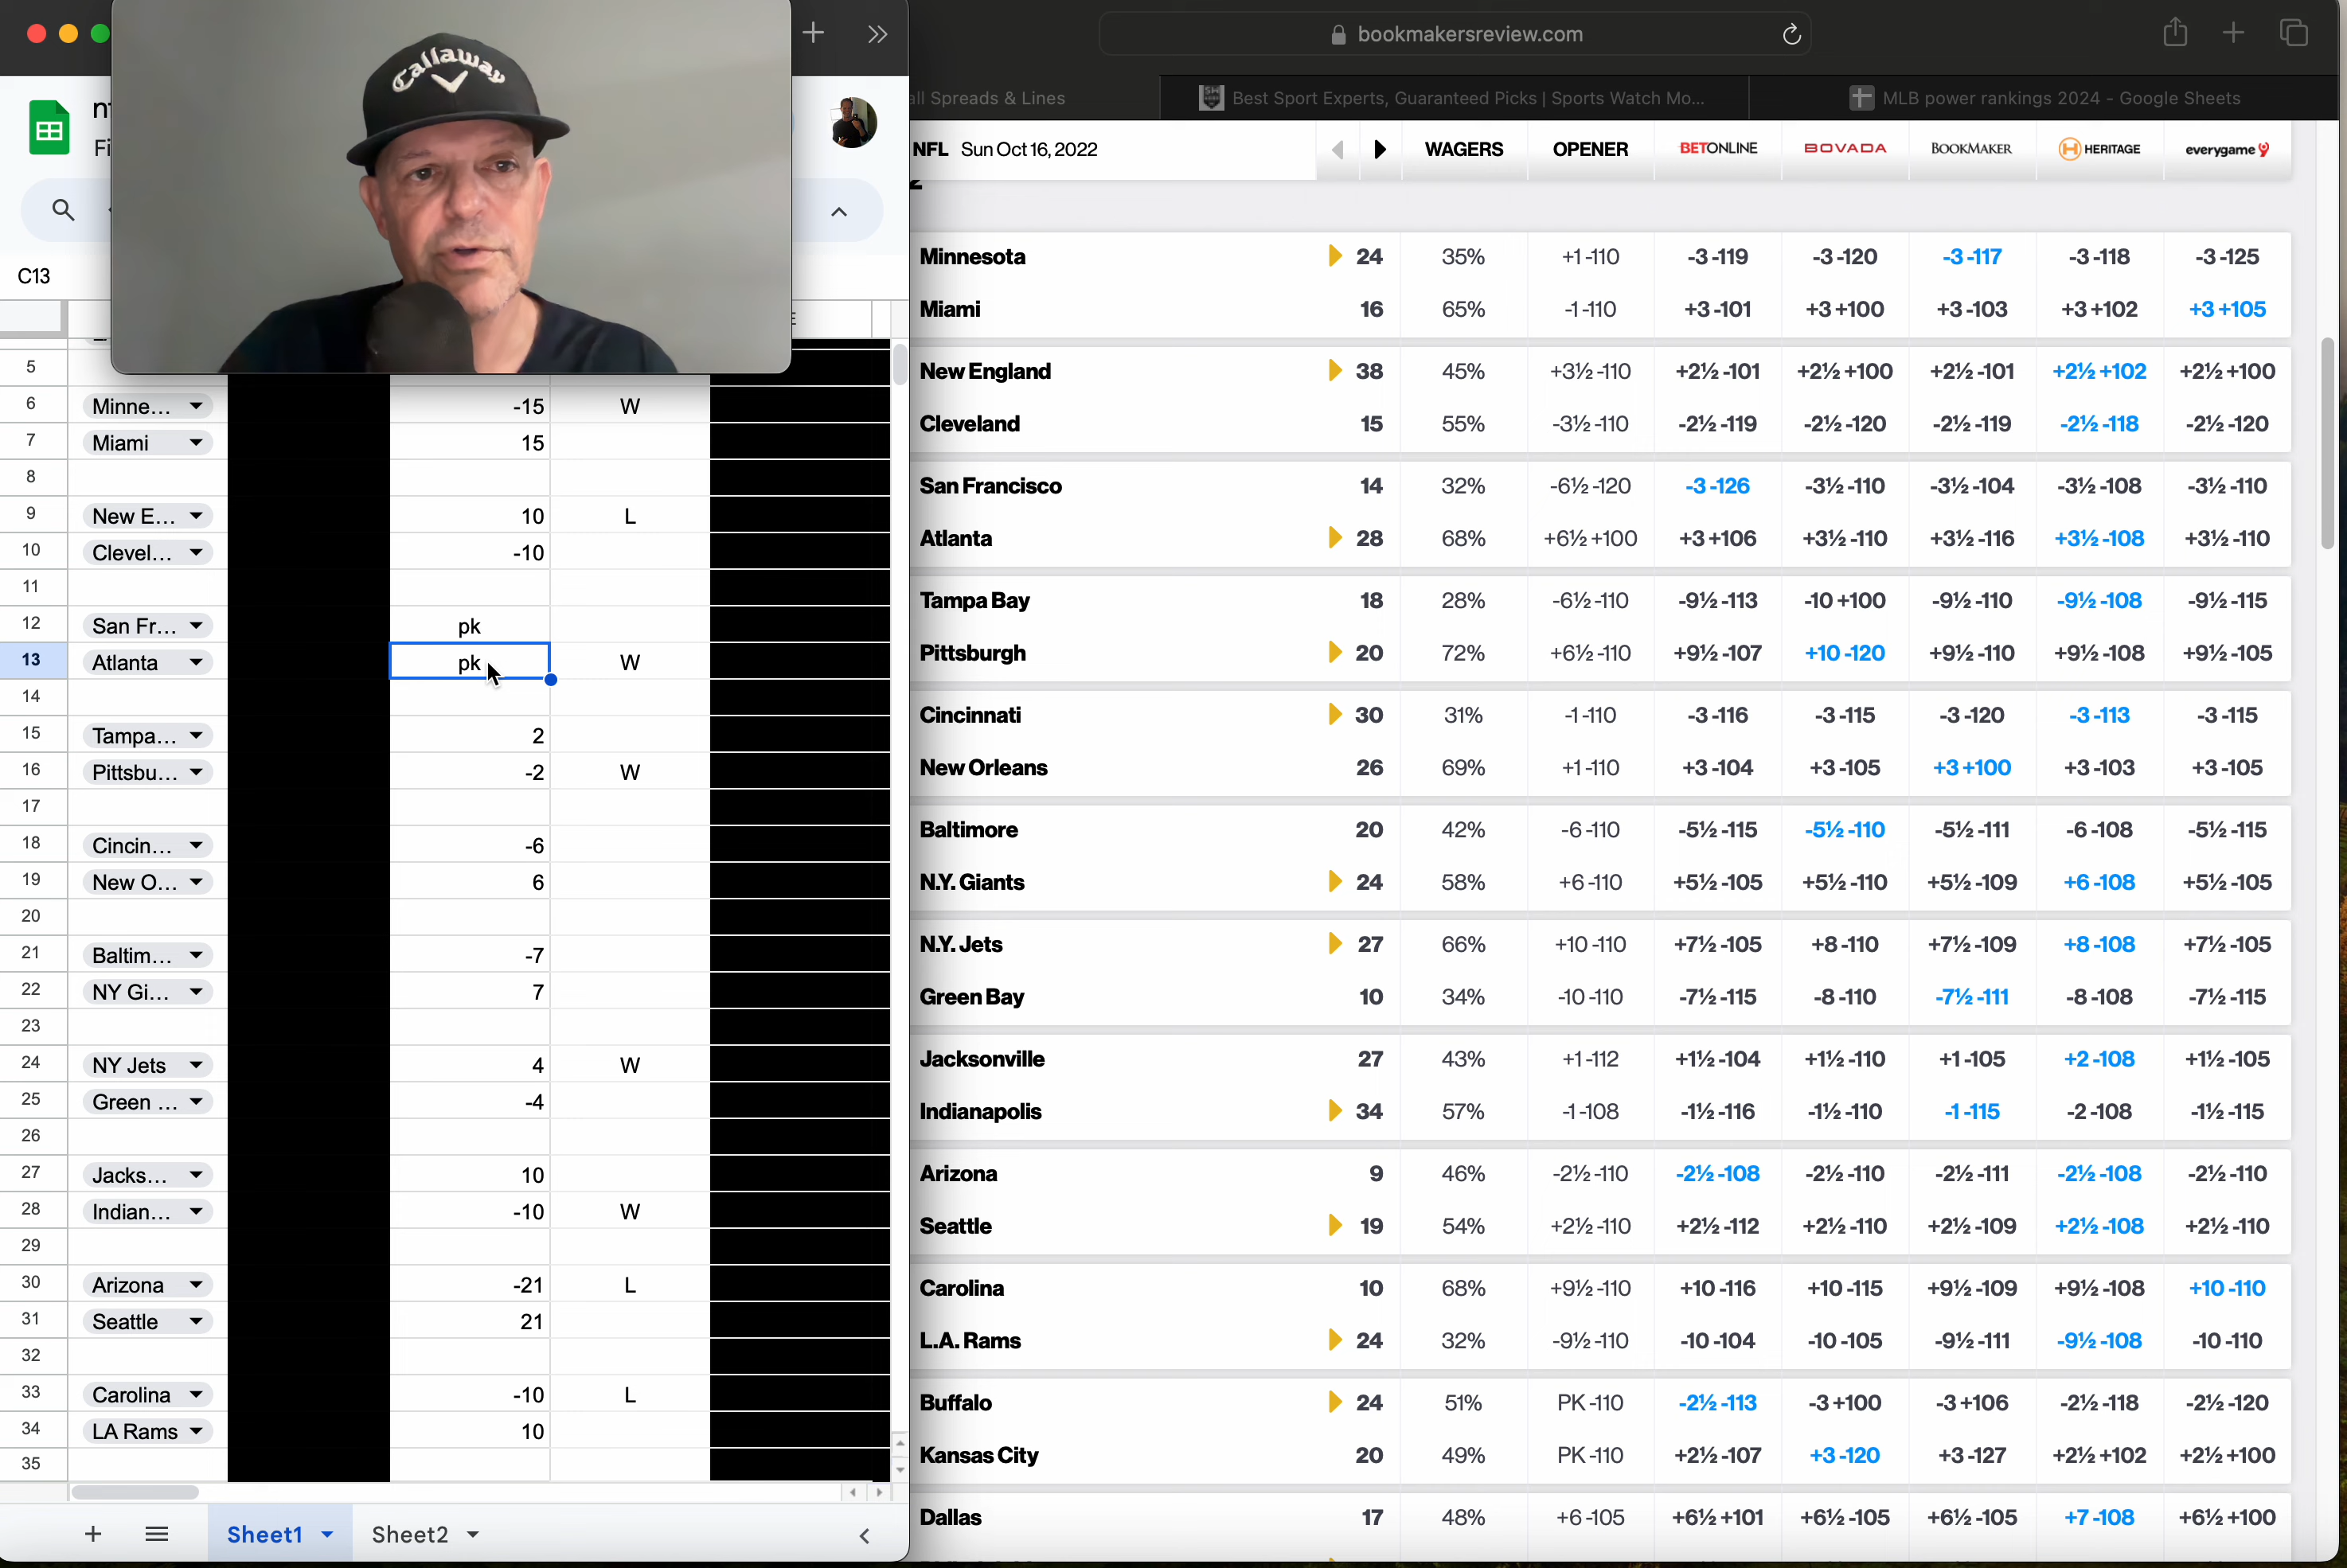 Callaway
n
Fi
C13
E
5
6 Minne... -15 W
7 Miami 15
8
9 New E... 10 L
10 Clevel... -10
11
12 San Fr... pk
13 Atlanta pk W
14
15 Tampa... 2
16 Pittsbu... -2 W
17
18 Cincin... -6
19 New O... 6
20
21 Baltim... -7
22 NY Gi... 7
23
24 NY Jets 4 W
25 Green ... -4
26
27 Jacks... 10
28 Indian... -10 W
29
30 Arizona -21 L
31 Seattle 21
32
33 Carolina -10 L
34 LA Rams 10
35
Sheet1 Sheet2
bookmakersreview.com
all Spreads & Lines
Best Sport Experts, Guaranteed Picks | Sports Watch Mo...
MLB power rankings 2024 - Google Sheets
NFL Sun Oct 16, 2022 WAGERS OPENER BETONLINE BOVADA BOOKMAKER HERITAGE everygame
Minnesota 24 35% +1 -110 -3 -119 -3 -120 -3 -117 -3 -118 -3 -125
Miami 16 65% -1 -110 +3 -101 +3 +100 +3 -103 +3 +102 +3 +105
New England 38 45% +3½ -110 +2½ -101 +2½ +100 +2½ -101 +2½ +102 +2½ +100
Cleveland 15 55% -3½ -110 -2½ -119 -2½ -120 -2½ -119 -2½ -118 -2½ -120
San Francisco 14 32% -6½ -120 -3 -126 -3½ -110 -3½ -104 -3½ -108 -3½ -110
Atlanta 28 68% +6½ +100 +3 +106 +3½ -110 +3½ -116 +3½ -108 +3½ -110
Tampa Bay 18 28% -6½ -110 -9½ -113 -10 +100 -9½ -110 -9½ -108 -9½ -115
Pittsburgh 20 72% +6½ -110 +9½ -107 +10 -120 +9½ -110 +9½ -108 +9½ -105
Cincinnati 30 31% -1 -110 -3 -116 -3 -115 -3 -120 -3 -113 -3 -115
New Orleans 26 69% +1 -110 +3 -104 +3 -105 +3 +100 +3 -103 +3 -105
Baltimore 20 42% -6 -110 -5½ -115 -5½ -110 -5½ -111 -6 -108 -5½ -115
N.Y. Giants 24 58% +6 -110 +5½ -105 +5½ -110 +5½ -109 +6 -108 +5½ -105
N.Y. Jets 27 66% +10 -110 +7½ -105 +8 -110 +7½ -109 +8 -108 +7½ -105
Green Bay 10 34% -10 -110 -7½ -115 -8 -110 -7½ -111 -8 -108 -7½ -115
Jacksonville 27 43% +1 -112 +1½ -104 +1½ -110 +1 -105 +2 -108 +1½ -105
Indianapolis 34 57% -1 -108 -1½ -116 -1½ -110 -1 -115 -2 -108 -1½ -115
Arizona 9 46% -2½ -110 -2½ -108 -2½ -110 -2½ -111 -2½ -108 -2½ -110
Seattle 19 54% +2½ -110 +2½ -112 +2½ -110 +2½ -109 +2½ -108 +2½ -110
Carolina 10 68% +9½ -110 +10 -116 +10 -115 +9½ -109 +9½ -108 +10 -110
L.A. Rams 24 32% -9½ -110 -10 -104 -10 -105 -9½ -111 -9½ -108 -10 -110
Buffalo 24 51% PK -110 -2½ -113 -3 +100 -3 +106 -2½ -118 -2½ -120
Kansas City 20 49% PK -110 +2½ -107 +3 -120 +3 -127 +2½ +102 +2½ +100
Dallas 17 48% +6 -105 +6½ +101 +6½ -105 +6½ -105 +7 -108 +6½ +100